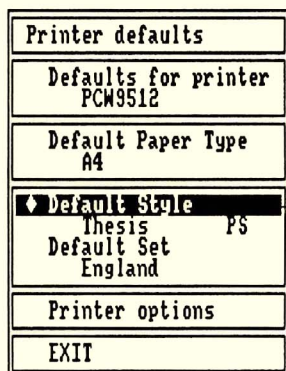 Printer defaults
Defaults for printer
PCW9512
Default Paper Type
A4
♦ Default Style
Thesis PS
Default Set
England
Printer options
EXIT